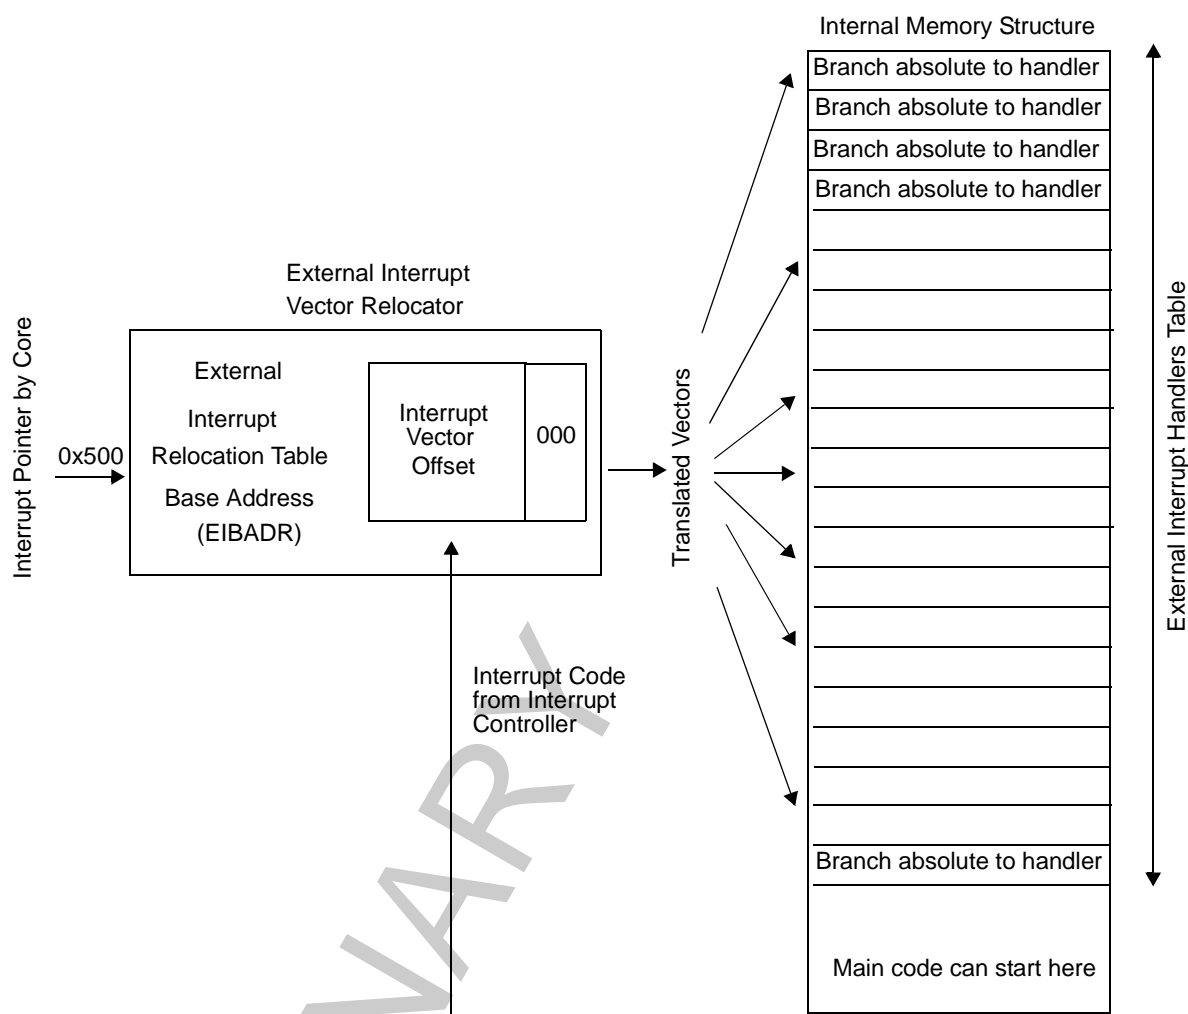 Internal Memory Structure
Branch absolute to handler
Branch absolute to handler
Branch absolute to handler
Branch absolute to handler
External Interrupt
Vector Relocator
Interrupt Pointer by Core
0x500
External
Interrupt
Relocation Table
Base Address
(EIBADR)
Interrupt
Vector
Offset
000
Translated Vectors
External Interrupt Handlers Table
Interrupt Code
from Interrupt
Controller
Branch absolute to handler
Main code can start here
NARY